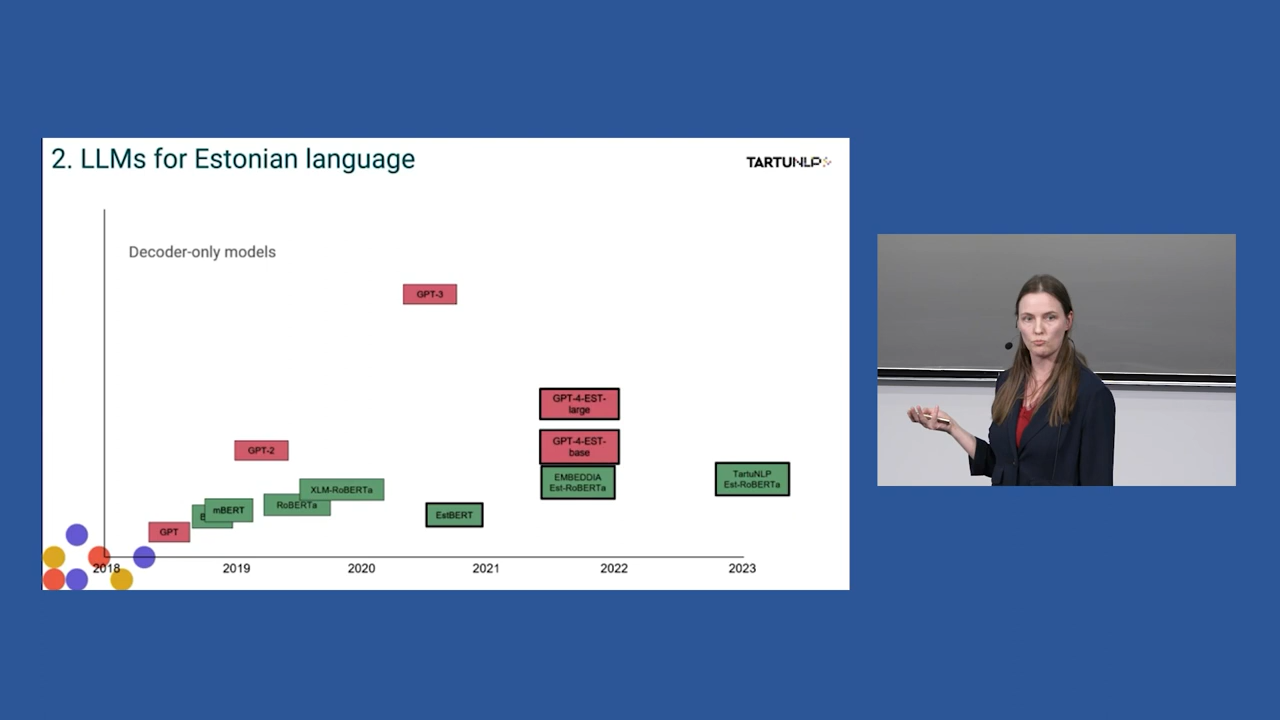 2. LLMs for Estonian language
TARTUNLP
Decoder-only models
GPT-3
GPT-4-EST-
large
GPT-2
GPT-4-EST-
base
XLM-RoBERTa
EMBEDDIA
Est-RoBERTa
TartuNLP
Est-RoBERTa
mBERT
RoBERTa
EstBERT
GPT
2018
2019
2020
2021
2022
2023